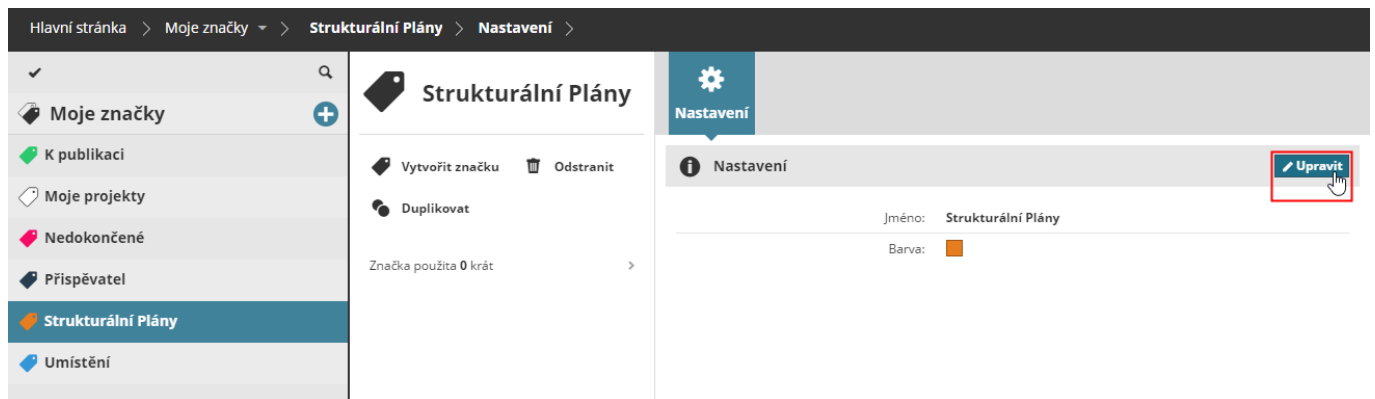 Hlavní stránka > Moje značky > Strukturální Plány > Nastavení >
Moje značky
K publikaci
Moje projekty
Nedokončené
Přispěvatel
Strukturální Plány
Umístění
Strukturální Plány
Vytvořit značku Odstranit
Duplikovat
Značka použita 0 krát >
Nastavení
Nastavení Upravit
Jméno: Strukturální Plány
Barva: